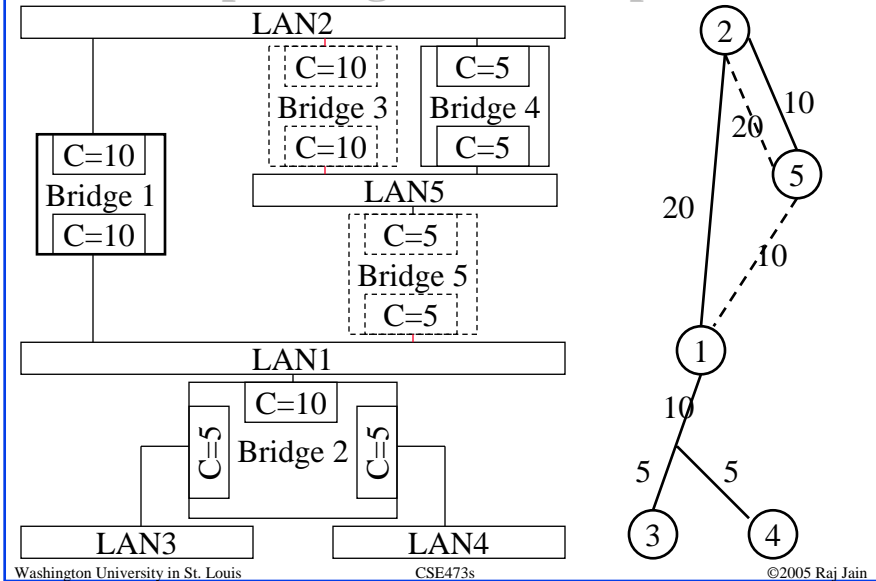 LAN2
C=10
Bridge 3
C=10
C=5
Bridge 4
C=5
C=10
Bridge 1
C=10
LAN5
C=5
Bridge 5
C=5
LAN1
C=10
C=5
Bridge 2
C=5
LAN3
LAN4
2
10
20
5
20
10
1
10
5
5
3
4
Washington University in St. Louis
CSE473s
©2005 Raj Jain